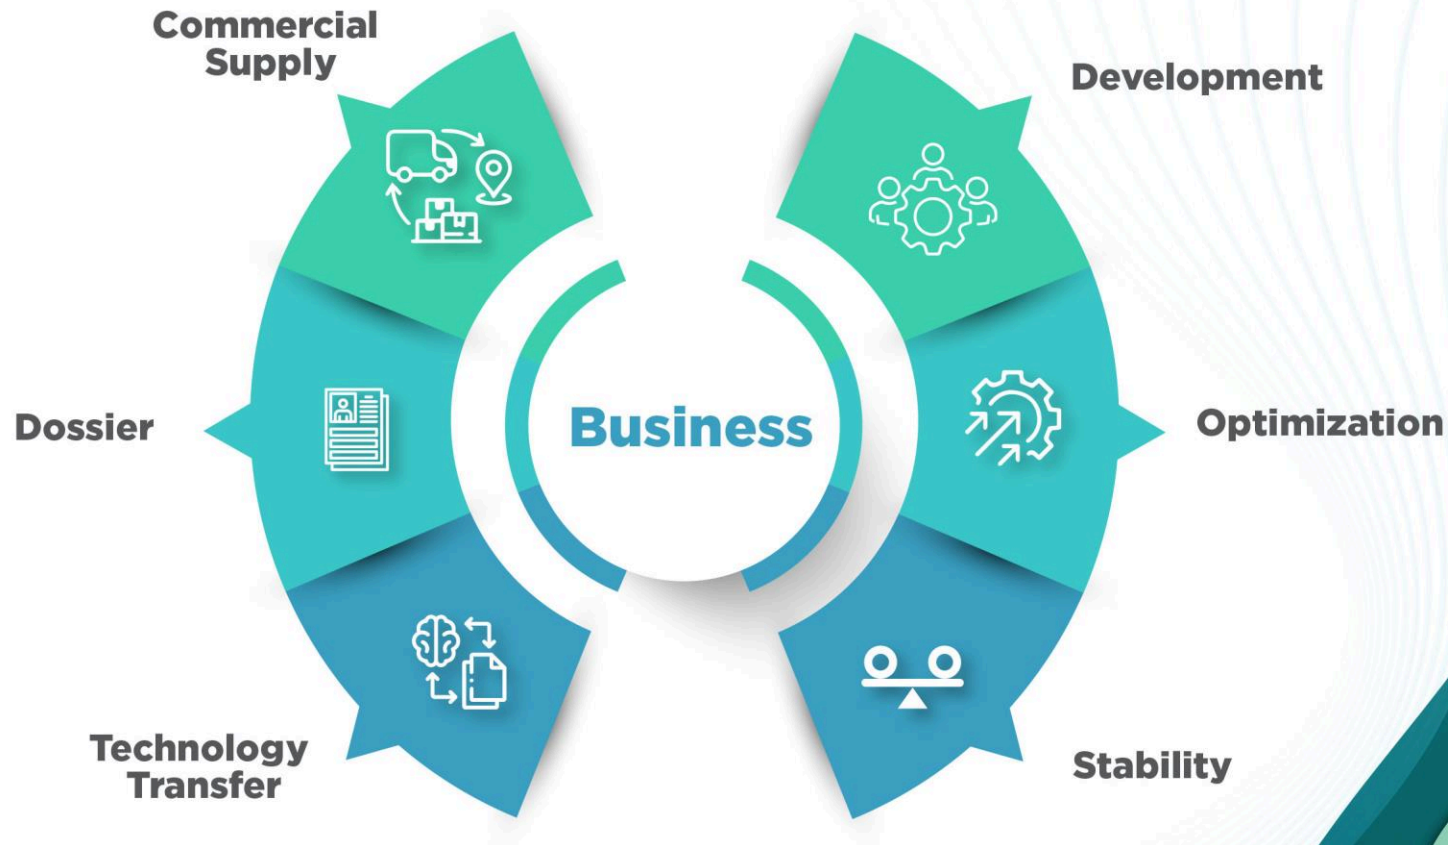 Commercial
Supply
Development
Dossier
Business
Optimization
Technology
Transfer
Stability